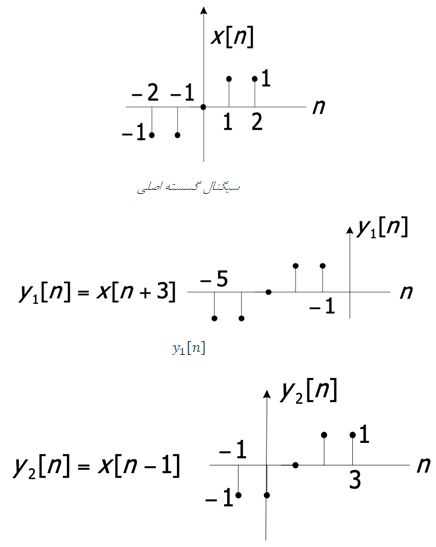 x[n]
−2 −1 1 n
−1 1 2
سیگنال گسسته اصلی
y₁[n]
y₁[n] = x[n + 3] −5 −1 n
y₁[n]
y₂[n]
y₂[n] = x[n − 1] −1 1 n
−1 3